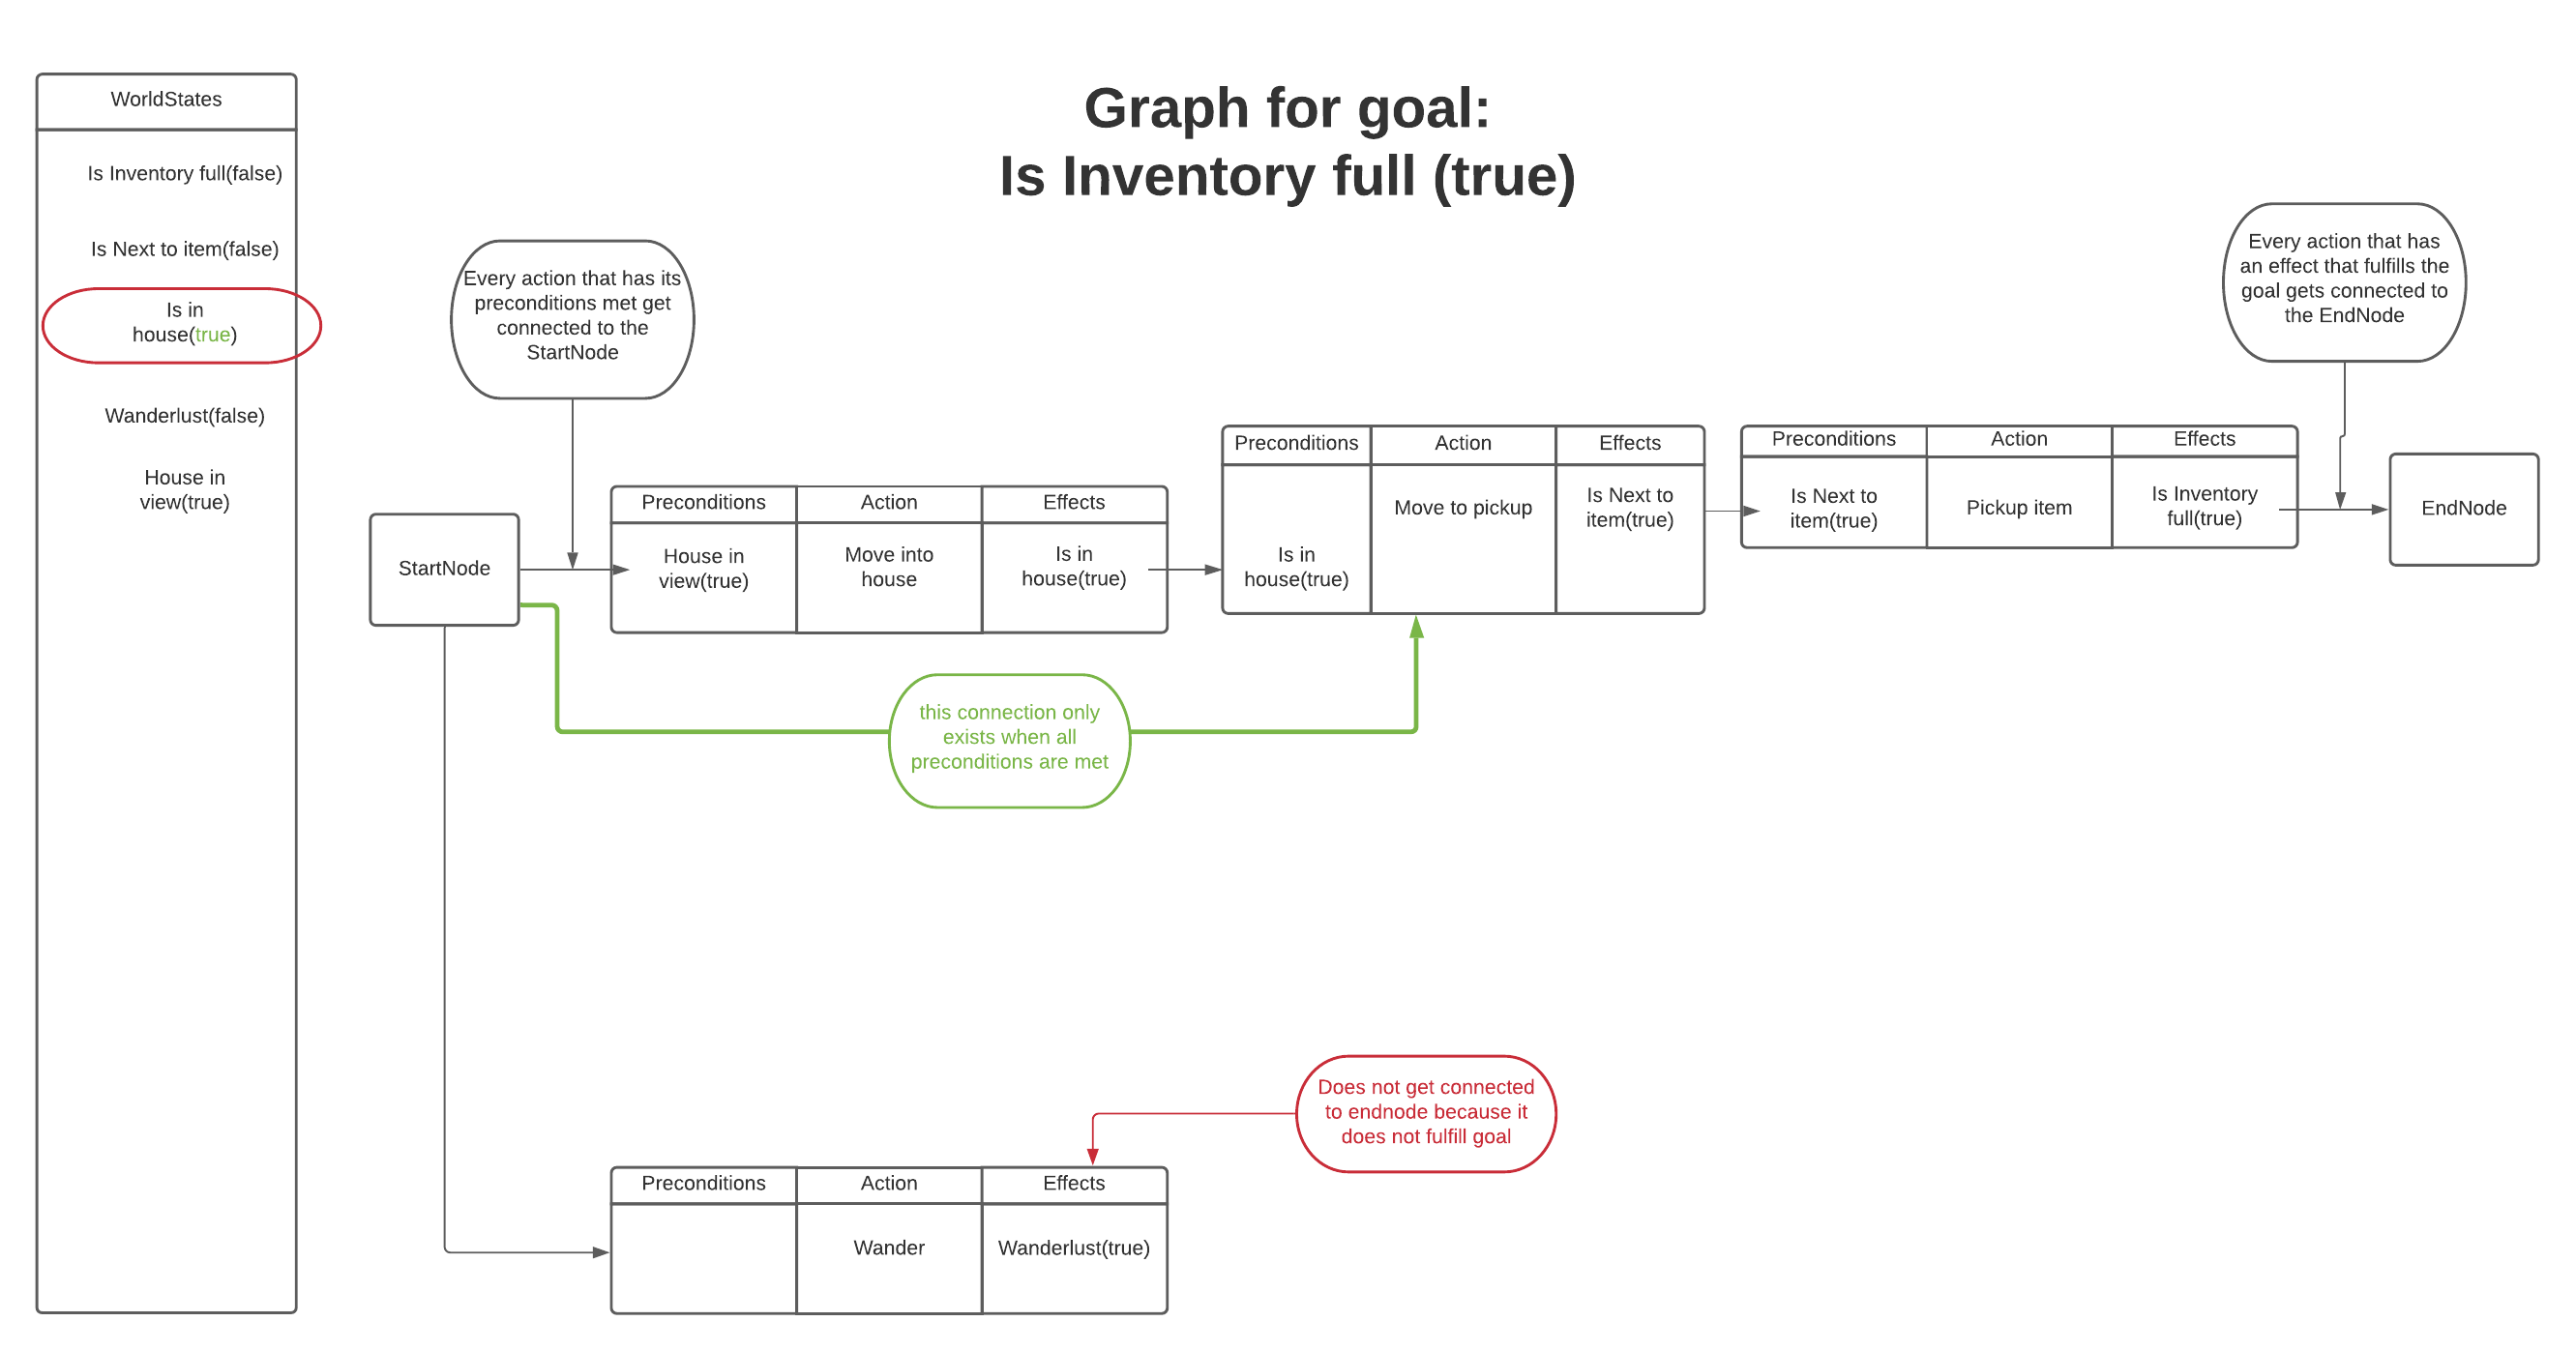 Graph for goal:
Is Inventory full (true)
WorldStates
Is Inventory full(false)
Is Next to item(false)
Is in
house(true)
Wanderlust(false)
House in
view(true)
Every action that has its
preconditions met get
connected to the
StartNode
Every action that has
an effect that fulfills the
goal gets connected to
the EndNode
StartNode
Preconditions
Action
Effects
House in
view(true)
Move into
house
Is in
house(true)
Preconditions
Action
Effects
Is in
house(true)
Move to pickup
Is Next to
item(true)
Preconditions
Action
Effects
Is Next to
item(true)
Pickup item
Is Inventory
full(true)
EndNode
this connection only
exists when all
preconditions are met
Does not get connected
to endnode because it
does not fulfill goal
Preconditions
Action
Effects
Wander
Wanderlust(true)